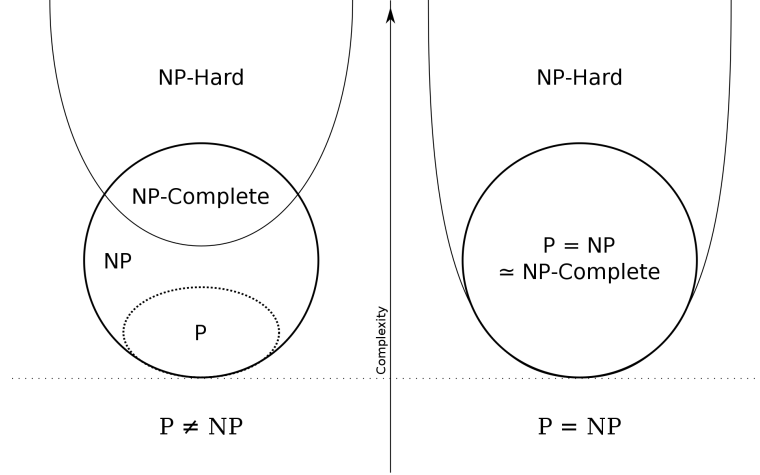 NP-Hard
NP-Complete
NP
P
P ≠ NP
Complexity
NP-Hard
P = NP
≃ NP-Complete
P = NP